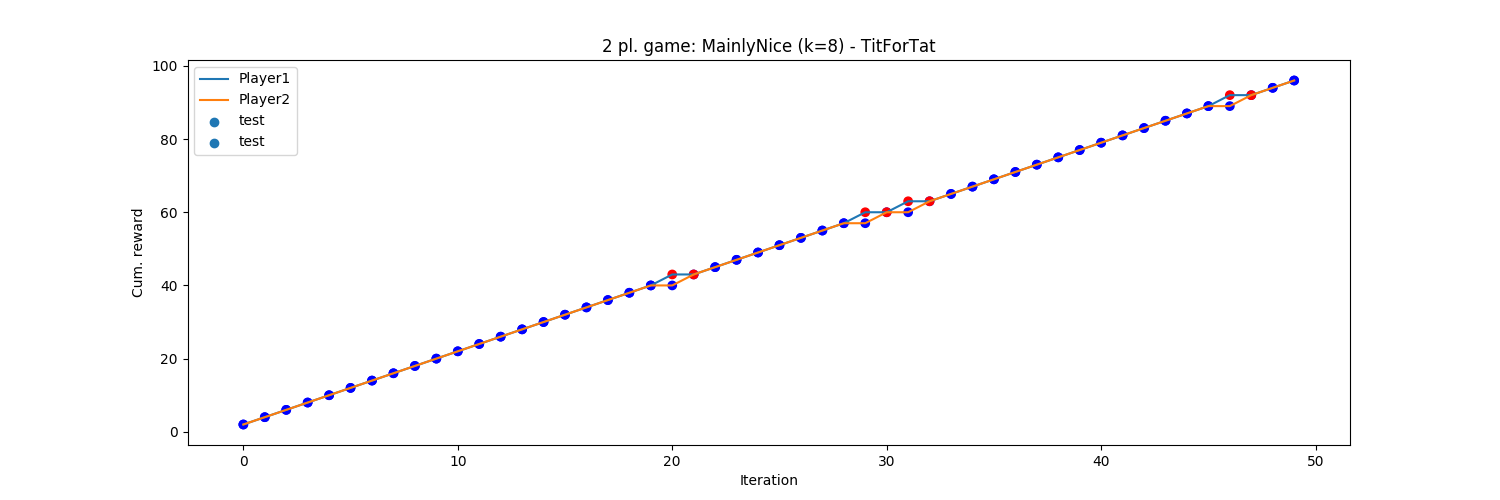 2 pl. game: MainlyNice (k=8) - TitForTat
Player1
Player2
test
test
100
80
60
40
20
0
Cum. reward
0 10 20 30 40 50
Iteration